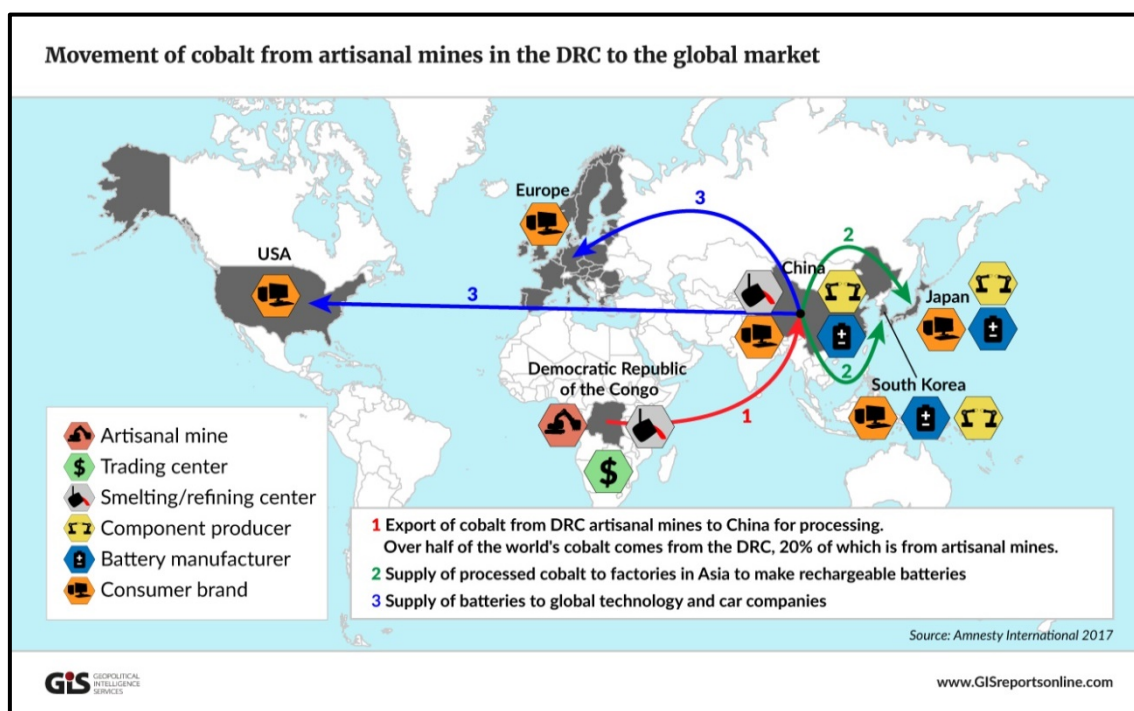 Movement of cobalt from artisanal mines in the DRC to the global market
Europe
USA
China
Japan
South Korea
Democratic Republic
of the Congo
3
3
2
2
1
$
Artisanal mine
$ Trading center
Smelting/refining center
Component producer
Battery manufacturer
Consumer brand
1 Export of cobalt from DRC artisanal mines to China for processing.
Over half of the world's cobalt comes from the DRC, 20% of which is from artisanal mines.
2 Supply of processed cobalt to factories in Asia to make rechargeable batteries
3 Supply of batteries to global technology and car companies
Source: Amnesty International 2017
GIS GEOPOLITICAL
INTELLIGENCE
SERVICES
www.GISreportsonline.com